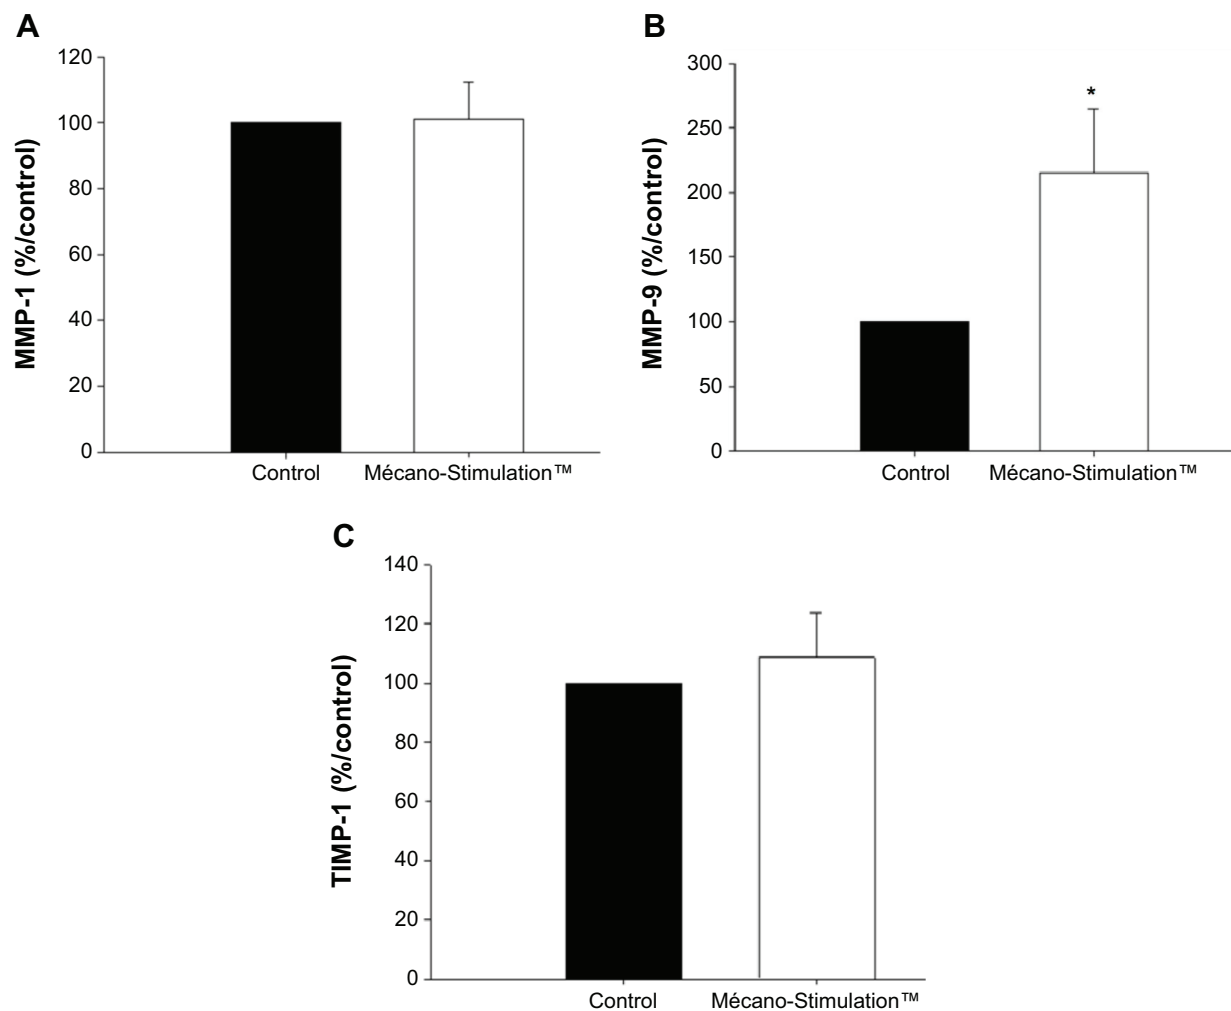 A
MMP-1 (%/control)
120
100
80
60
40
20
0
Control Mécano-Stimulation™
B
MMP-9 (%/control)
300
250
200
150
100
50
0
*
Control Mécano-Stimulation™
C
TIMP-1 (%/control)
140
120
100
80
60
40
20
0
Control Mécano-Stimulation™